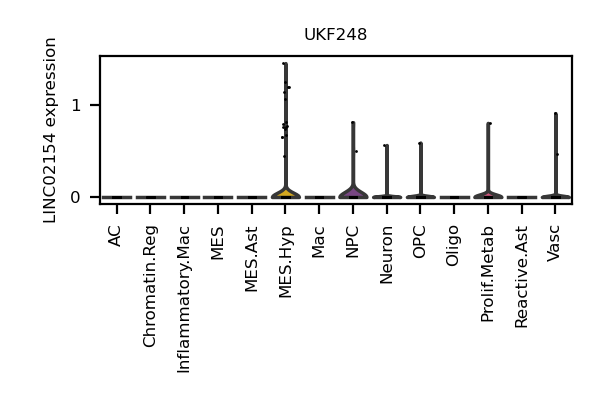 UKF248
LINC02154 expression
1
0
AC
Chromatin.Reg
Inflammatory.Mac
MES
MES.Ast
MES.Hyp
Mac
NPC
Neuron
OPC
Oligo
Prolif.Metab
Reactive.Ast
Vasc